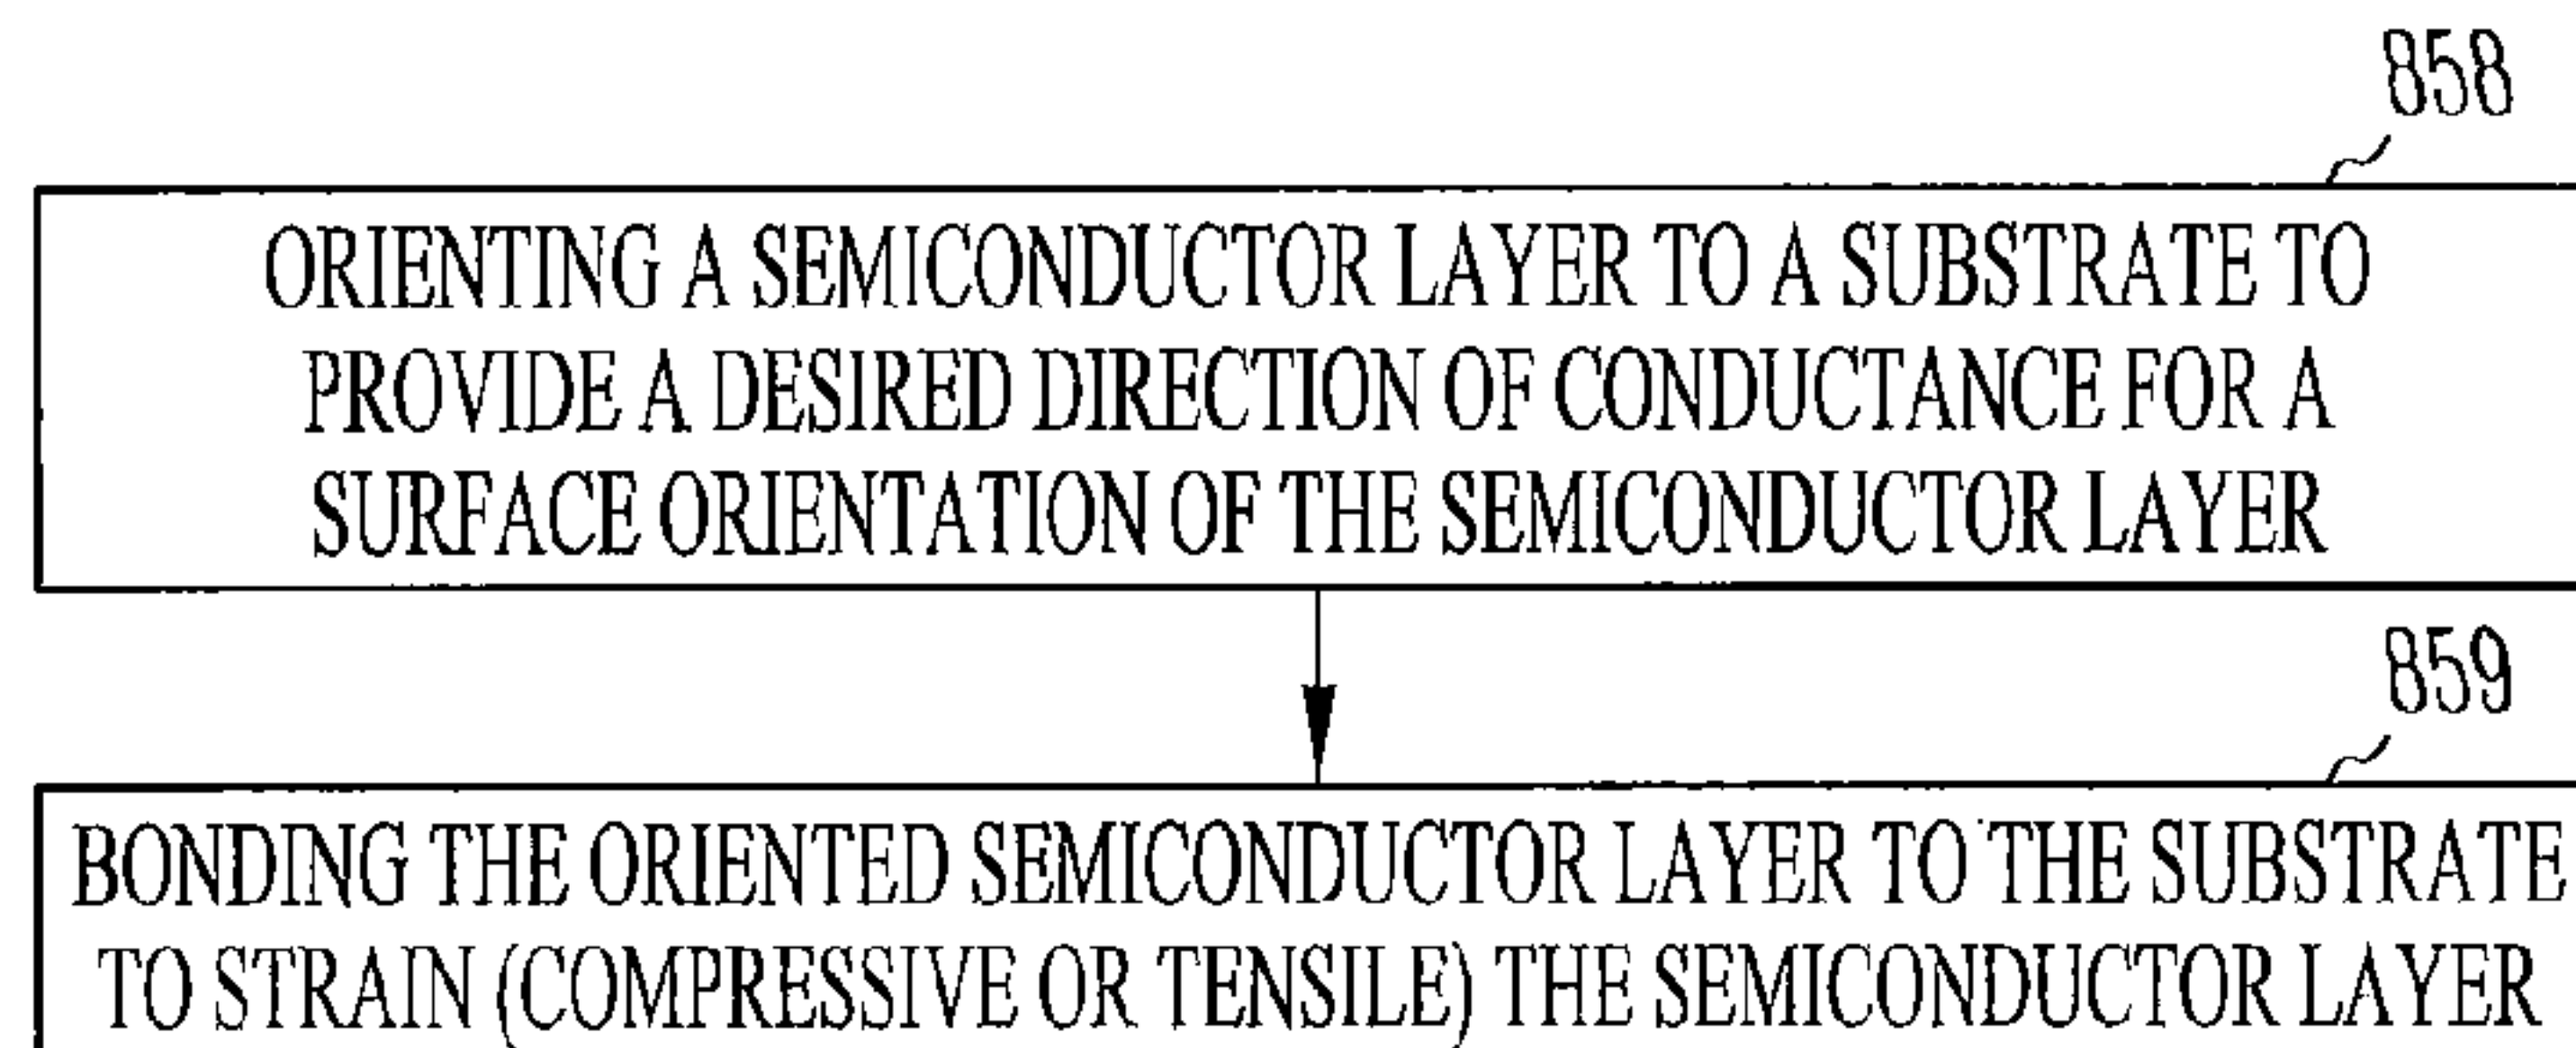 858
ORIENTING A SEMICONDUCTOR LAYER TO A SUBSTRATE TO
PROVIDE A DESIRED DIRECTION OF CONDUCTANCE FOR A
SURFACE ORIENTATION OF THE SEMICONDUCTOR LAYER
859
BONDING THE ORIENTED SEMICONDUCTOR LAYER TO THE SUBSTRATE
TO STRAIN (COMPRESSIVE OR TENSILE) THE SEMICONDUCTOR LAYER